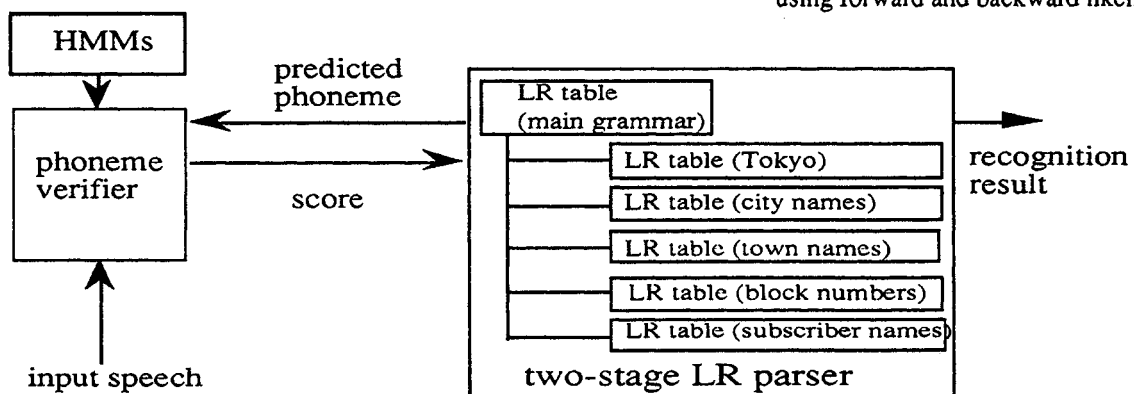 using forward and backward
HMMs
predicted
phoneme
phoneme
verifier
score
input speech
LR table
(main grammar)
LR table (Tokyo)
LR table (city names)
LR table (town names)
LR table (block numbers)
LR table (subscriber names)
two-stage LR parser
recognition
result